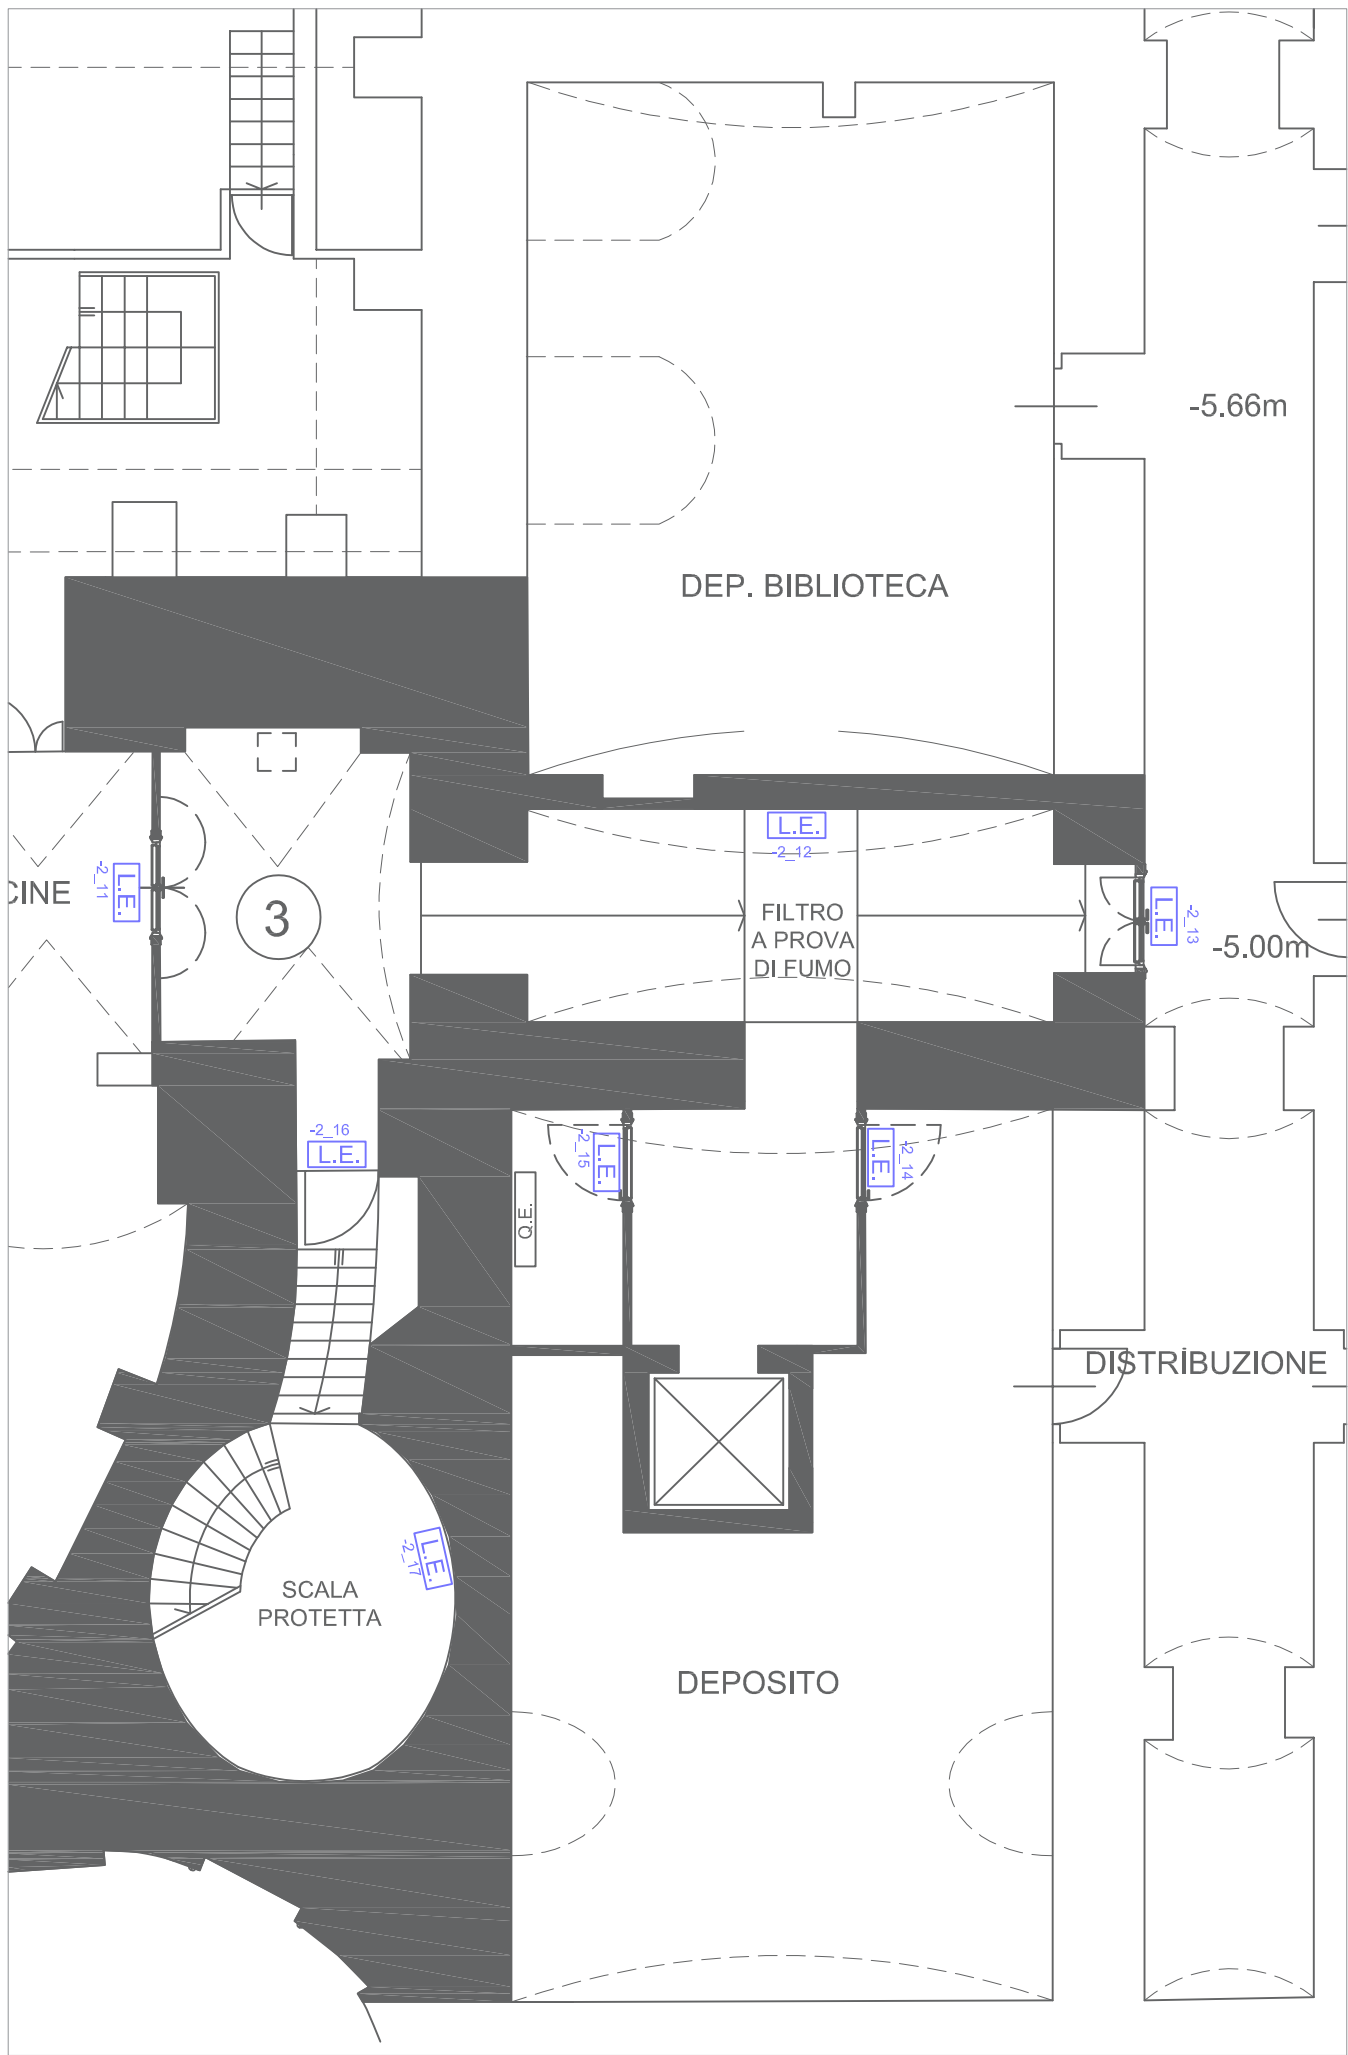 -5.66m
DEP. BIBLIOTECA
L.E.
-2_12
CINE
-2_11
L.E.
3
FILTRO
A PROVA
DI FUMO
L.E.
-2_13
-5.00m
-2_16
L.E.
-2_15
L.E.
L.E.
-2_14
Q.E.
DISTRIBUZIONE
-2_17
L.E.
SCALA
PROTETTA
DEPOSITO